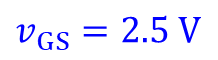 v_GS = 2.5 V